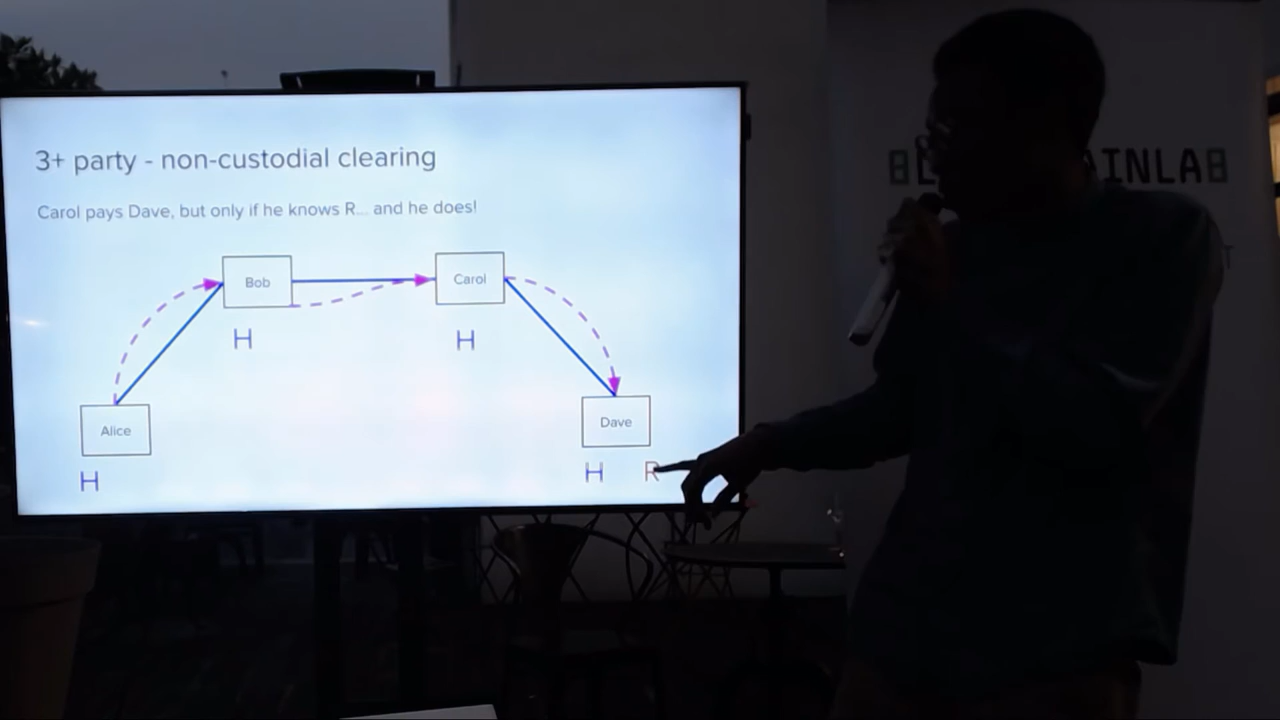 3+ party - non-custodial clearing
Carol pays Dave, but only if he knows R... and he does!
Bob
Carol
H
H
Alice
Dave
H
H R